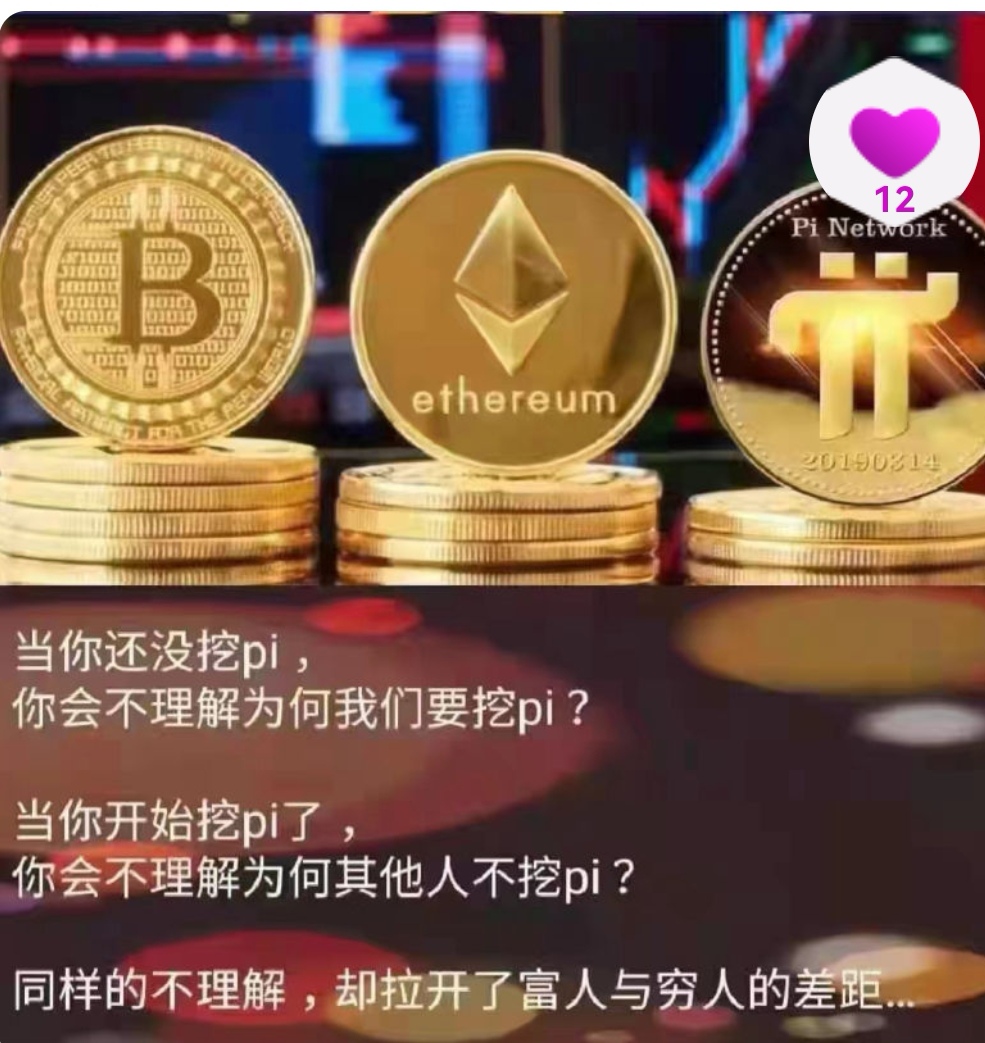 12
Pi Network
ethereum
20190314
当你还没挖pi，
你会不理解为何我们要挖pi？
当你开始挖pi了，
你会不理解为何其他人不挖pi？
同样的不理解，却拉开了富人与穷人的差距...